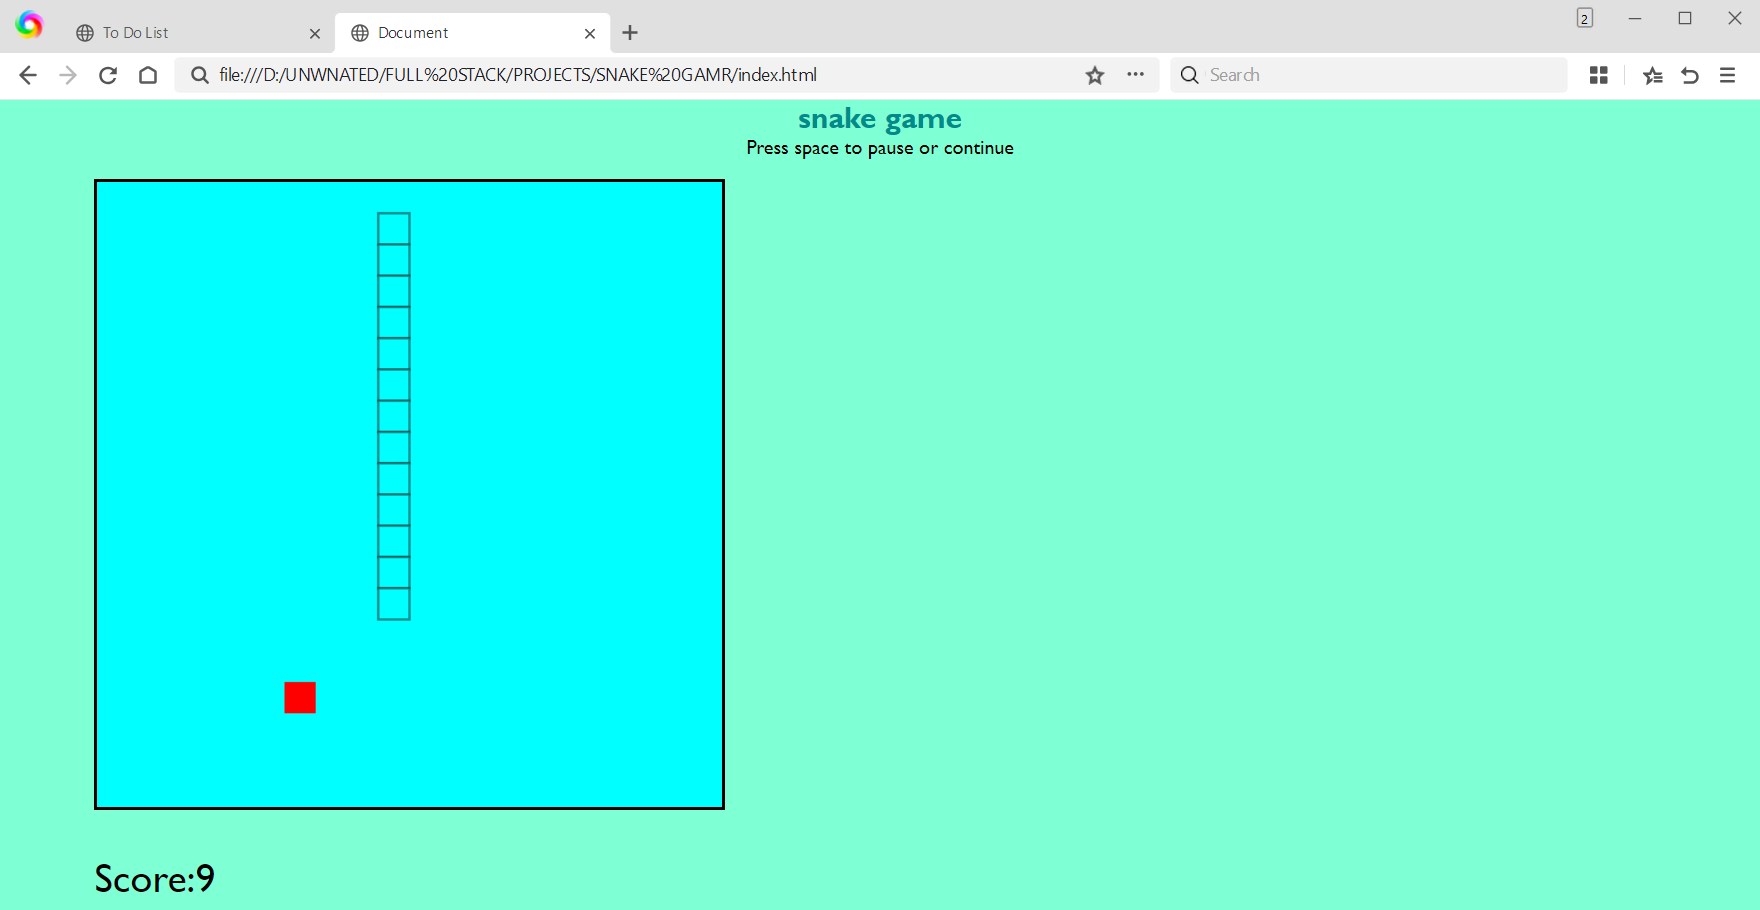 To Do List
Document
2
file:///D:/UNWNATED/FULL%20STACK/PROJECTS/SNAKE%20GAMR/index.html
Search
snake game
Press space to pause or continue
Score:9